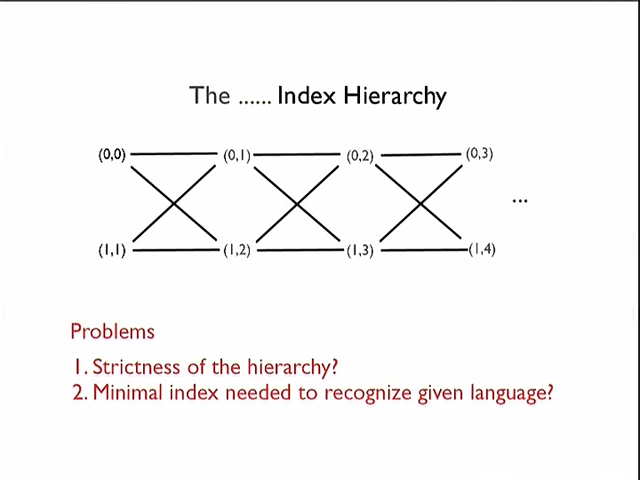 The ...... Index Hierarchy
(0,0) (0,1) (0,2) (0,3)
...
(1,1) (1,2) (1,3) (1,4)
Problems
1. Strictness of the hierarchy?
2. Minimal index needed to recognize given language?